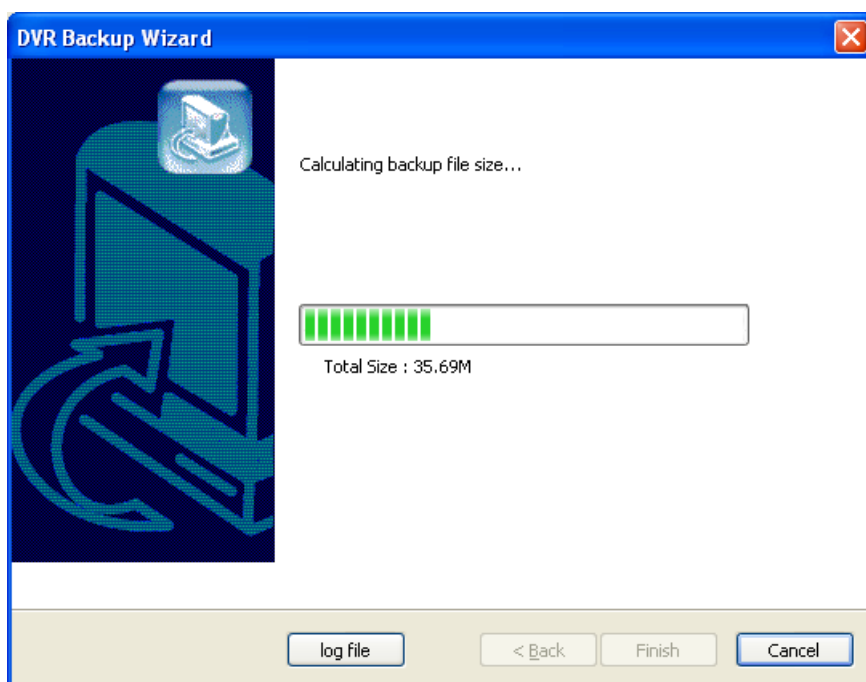 DVR Backup Wizard
Calculating backup file size...
Total Size : 35.69M
log file
< Back
Finish
Cancel